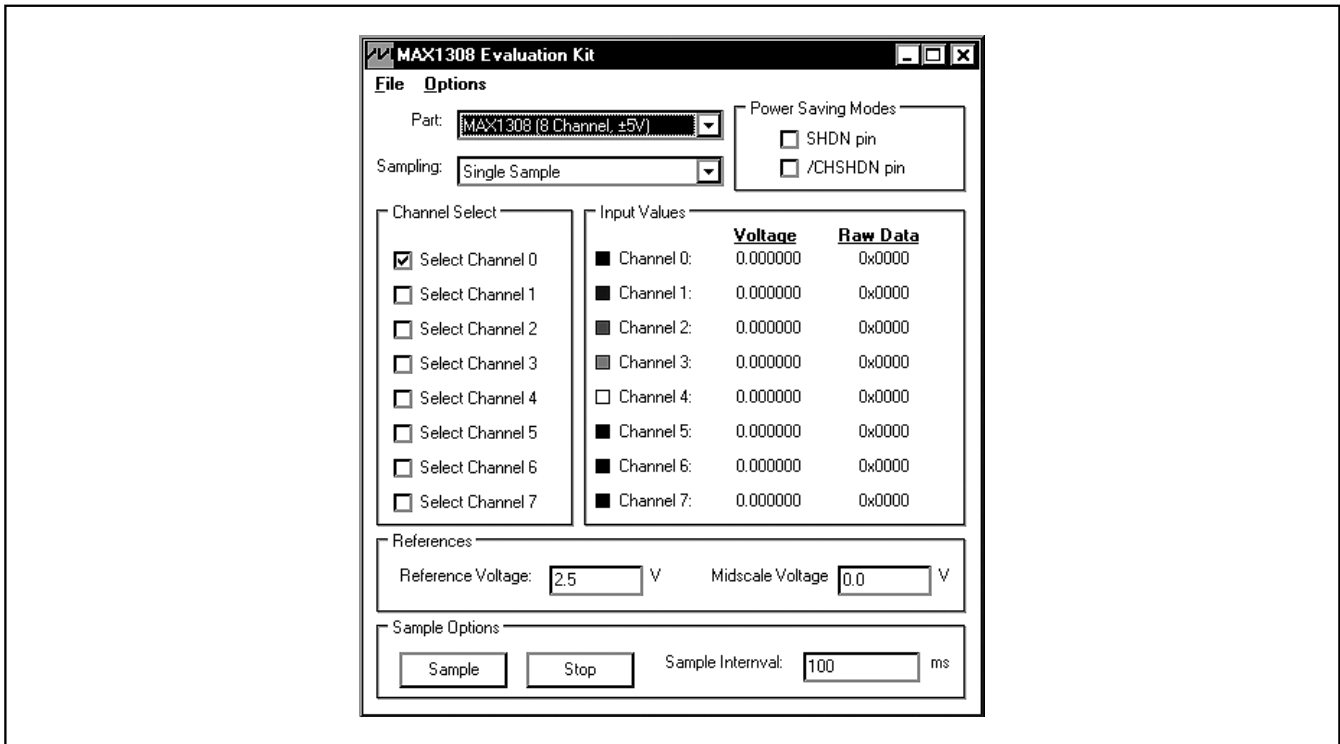 MAX1308 Evaluation Kit
File Options
Part: MAX1308 (8 Channel, ±5V)
Power Saving Modes
SHDN pin
/CHSHDN pin
Sampling: Single Sample
Channel Select
Select Channel 0
Select Channel 1
Select Channel 2
Select Channel 3
Select Channel 4
Select Channel 5
Select Channel 6
Select Channel 7
Input Values
Voltage Raw Data
Channel 0: 0.000000 0x0000
Channel 1: 0.000000 0x0000
Channel 2: 0.000000 0x0000
Channel 3: 0.000000 0x0000
Channel 4: 0.000000 0x0000
Channel 5: 0.000000 0x0000
Channel 6: 0.000000 0x0000
Channel 7: 0.000000 0x0000
References
Reference Voltage: 2.5 V Midscale Voltage 0.0 V
Sample Options
Sample Stop Sample Internval: 100 ms